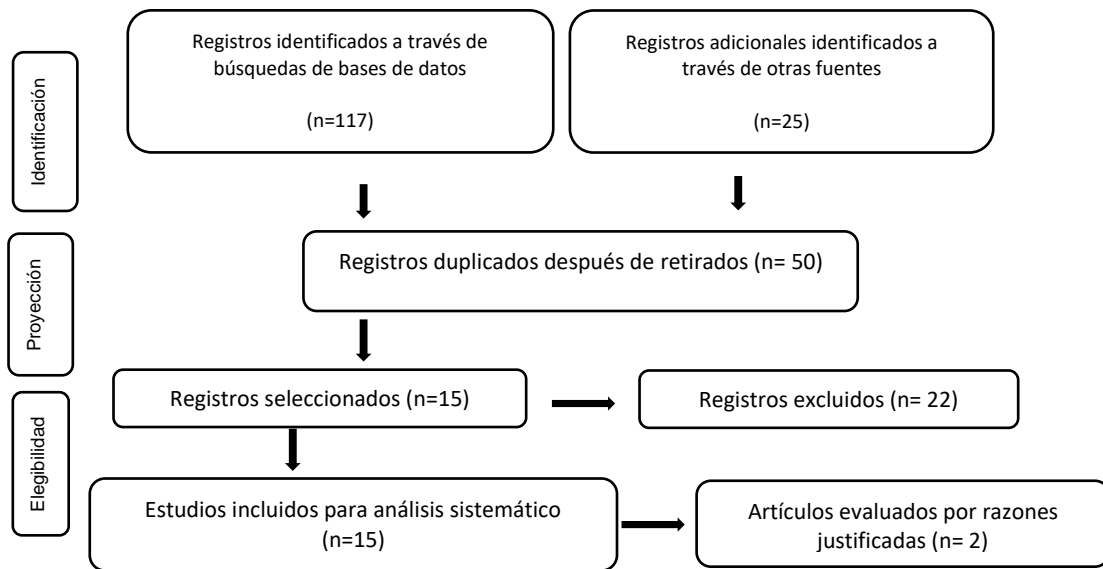 Identificación
Registros identificados a través de
búsquedas de bases de datos
(n=117)
Registros adicionales identificados a
través de otras fuentes
(n=25)
Proyección
Registros duplicados después de retirados (n= 50)
Registros seleccionados (n=15)
Registros excluidos (n= 22)
Elegibilidad
Estudios incluidos para análisis sistemático
(n=15)
Artículos evaluados por razones
justificadas (n= 2)